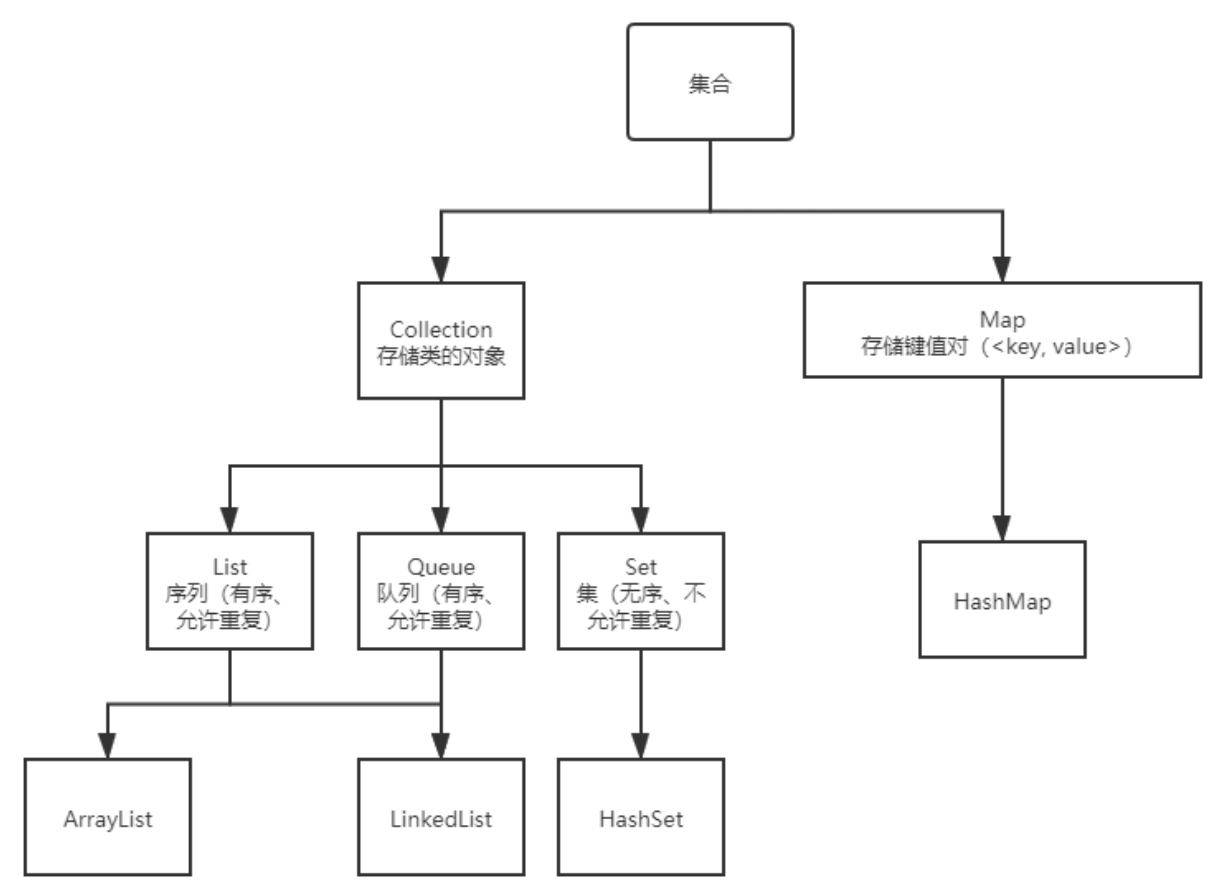 集合
Collection
存储类的对象
Map
存储键值对（<key, value>）
List
序列（有序、
允许重复）
Queue
队列（有序、
允许重复）
Set
集（无序、不
允许重复）
HashMap
ArrayList
LinkedList
HashSet